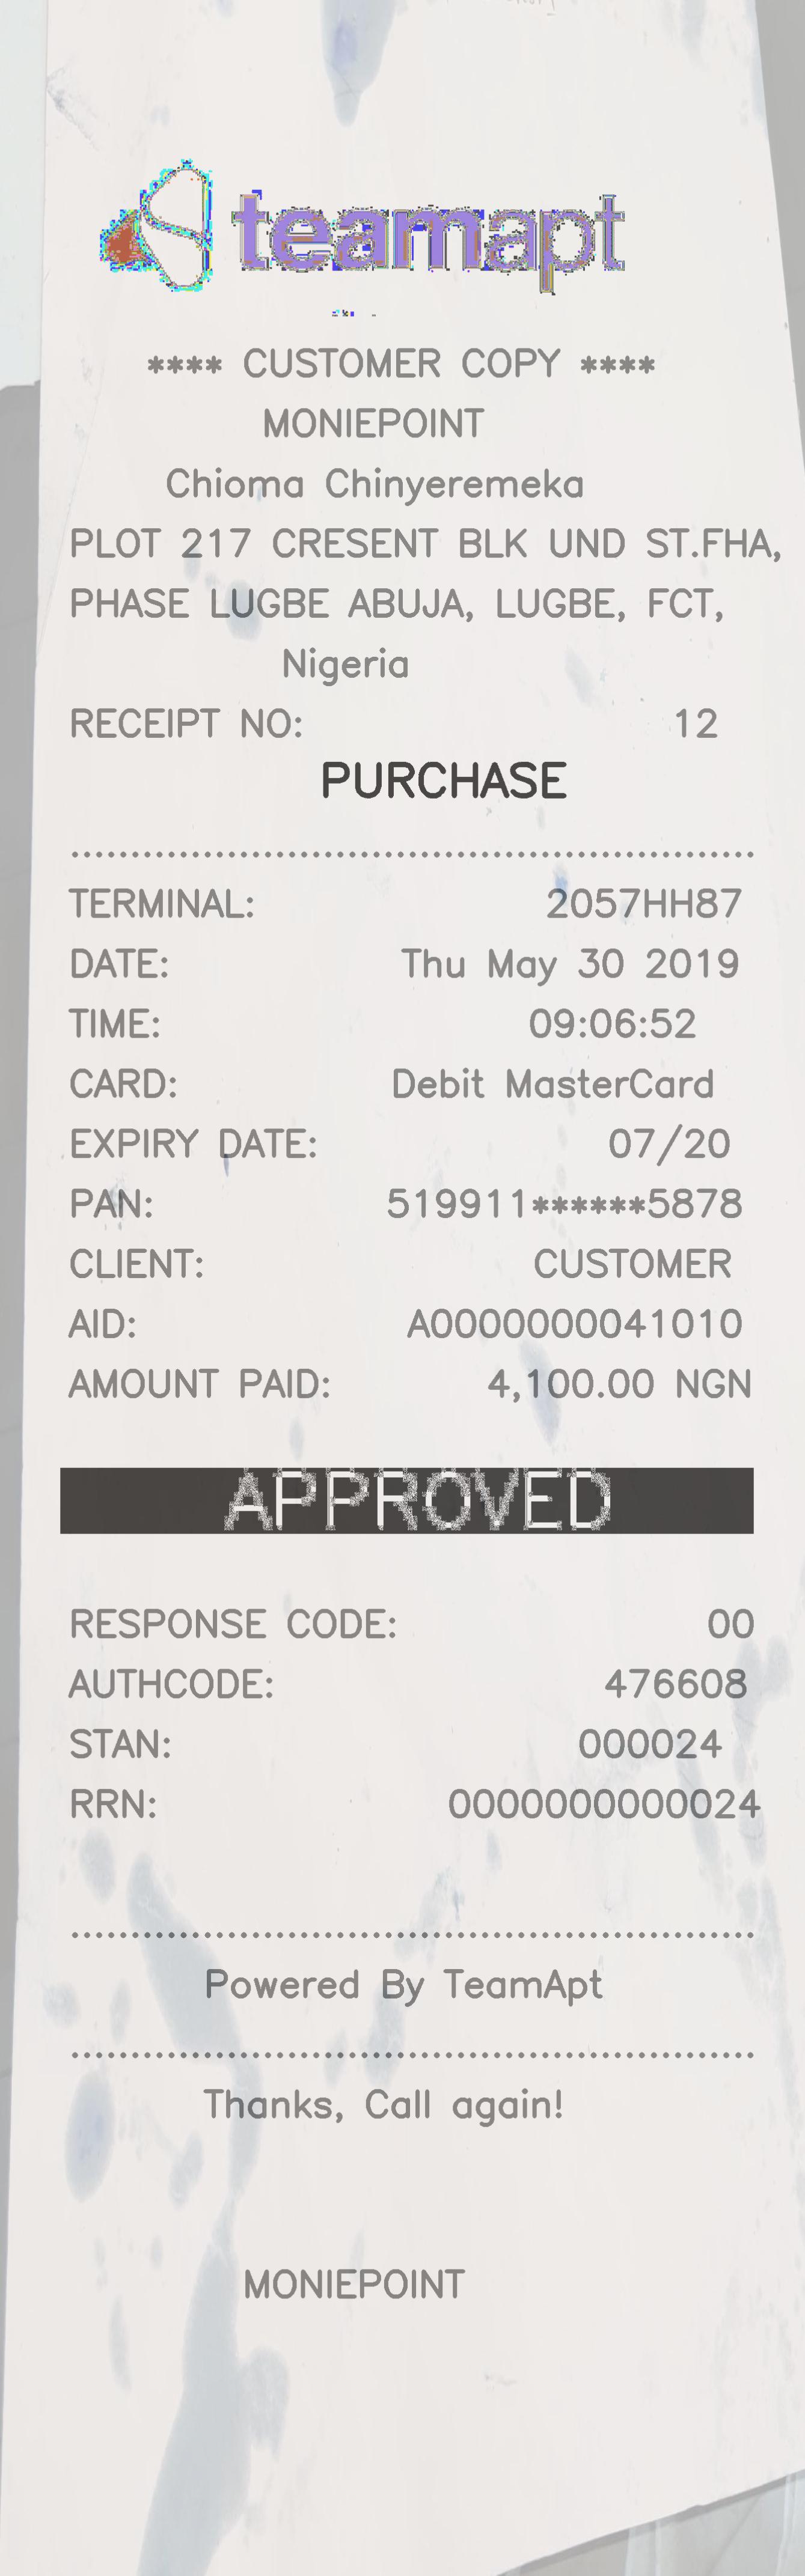 teamapt
**** CUSTOMER COPY ****
MONIEPOINT
Chioma Chinyeremeka
PLOT 217 CRESENT BLK UND ST.FHA,
PHASE LUGBE ABUJA, LUGBE, FCT,
Nigeria
RECEIPT NO: 12
PURCHASE
TERMINAL: 2057HH87
DATE: Thu May 30 2019
TIME: 09:06:52
CARD: Debit MasterCard
EXPIRY DATE: 07/20
PAN: 519911******5878
CLIENT: CUSTOMER
AID: A0000000041010
AMOUNT PAID: 4,100.00 NGN
APPROVED
RESPONSE CODE: 00
AUTHCODE: 476608
STAN: 000024
RRN: 0000000000024
Powered By TeamApt
Thanks, Call again!
MONIEPOINT